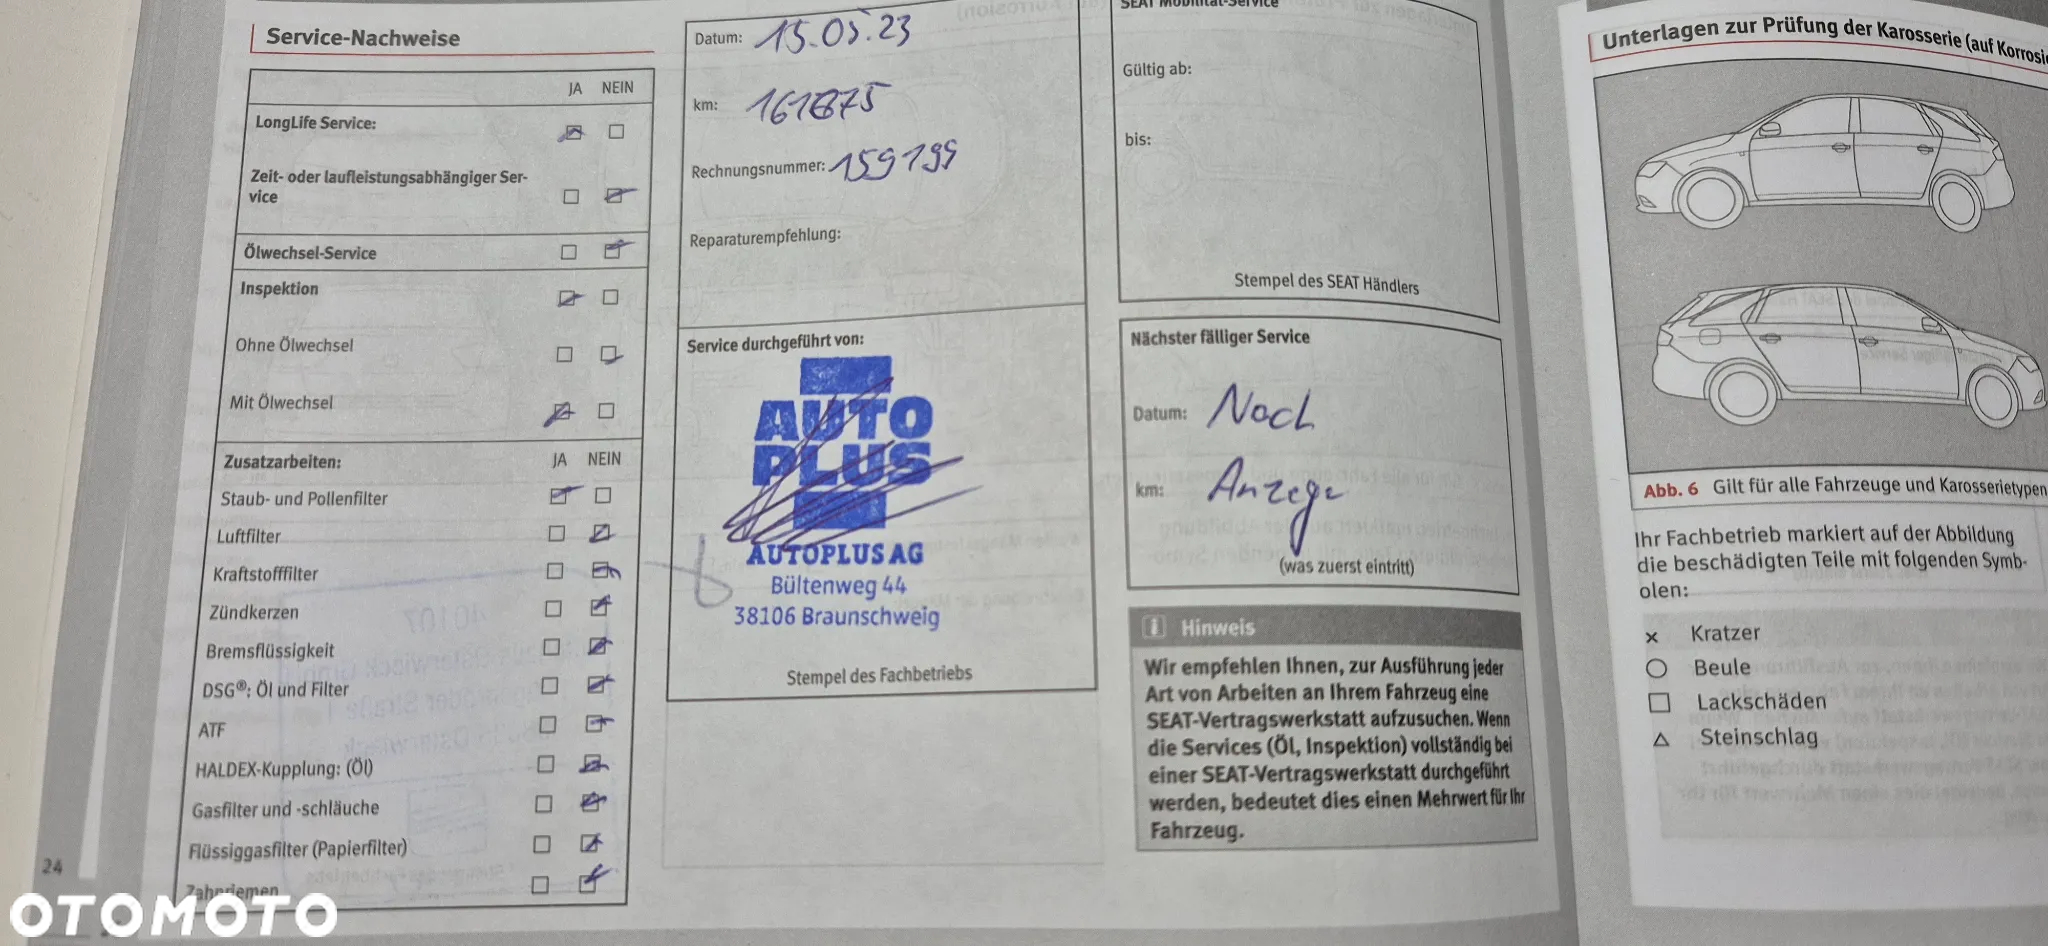 Service-Nachweise
JA NEIN
LongLife Service:
Zeit- oder laufleistungsabhängiger Ser-
vice
Ölwechsel-Service
Inspektion
Ohne Ölwechsel
Mit Ölwechsel
Zusatzarbeiten: JA NEIN
Staub- und Pollenfilter
Luftfilter
Kraftstofffilter
Zündkerzen
Bremsflüssigkeit
DSG®: Öl und Filter
ATF
HALDEX-Kupplung: (Öl)
Gasfilter und -schläuche
Flüssiggasfilter (Papierfilter)
Zahnriemen
24
Datum: 15.05.23
km: 161875
Rechnungsnummer: 159199
Reparaturempfehlung:
Service durchgeführt von:
AUTO
PLUS
AUTOPLUS AG
Bültenweg 44
38106 Braunschweig
Stempel des Fachbetriebs
SEAT Mobilität-Service
Gültig ab:
bis:
Stempel des SEAT Händlers
Nächster fälliger Service
Datum: Noch
km: Anzege
(was zuerst eintritt)
i Hinweis
Wir empfehlen Ihnen, zur Ausführung jeder
Art von Arbeiten an Ihrem Fahrzeug eine
SEAT-Vertragswerkstatt aufzusuchen. Wenn
die Services (Öl, Inspektion) vollständig bei
einer SEAT-Vertragswerkstatt durchgeführt
werden, bedeutet dies einen Mehrwert für Ihr
Fahrzeug.
Unterlagen zur Prüfung der Karosserie (auf Korrosi
Abb. 6 Gilt für alle Fahrzeuge und Karosserietypen
Ihr Fachbetrieb markiert auf der Abbildung
die beschädigten Teile mit folgenden Symb-
olen:
Kratzer
Beule
Lackschäden
Steinschlag
OTOMOTO